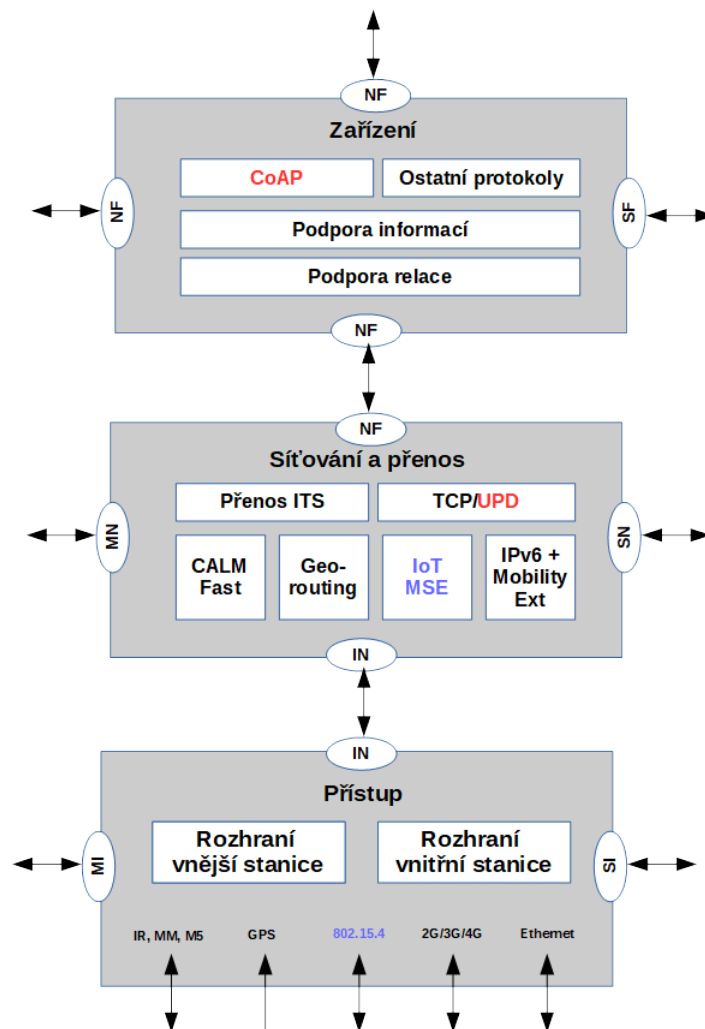 NF
Zařízení
CoAP
Ostatní protokoly
NF
SF
Podpora informací
Podpora relace
NF
NF
Síťování a přenos
Přenos ITS
TCP/UPD
MN
SN
CALM
Fast
Geo-
routing
IoT
MSE
IPv6 +
Mobility
Ext
IN
IN
Přístup
Rozhraní
vnější stanice
Rozhraní
vnitřní stanice
MI
SI
IR, MM, M5
GPS
802.15.4
2G/3G/4G
Ethernet